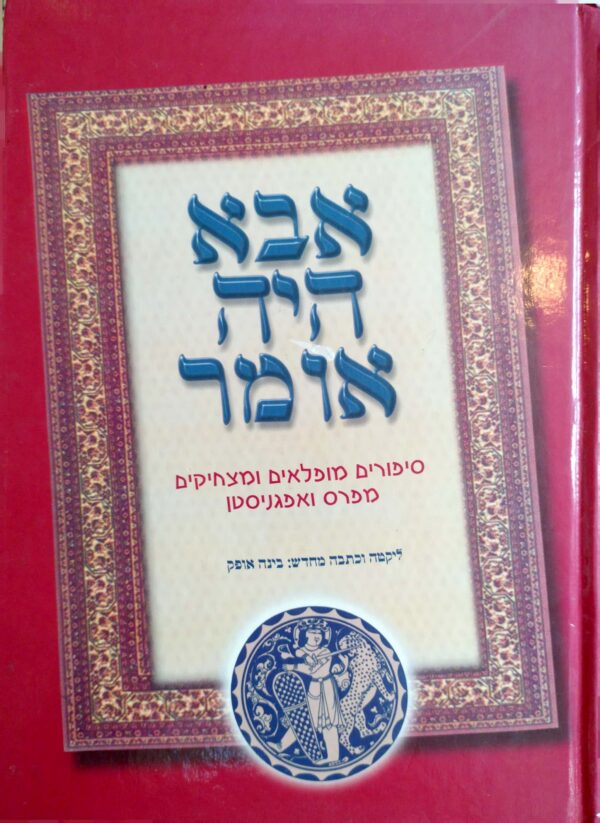 אבא
היה
אומר
סיפורים מופלאים ומצחיקים
מפרס ואפגניסטן
ליקטה וכתבה מחדש: בינה אופק